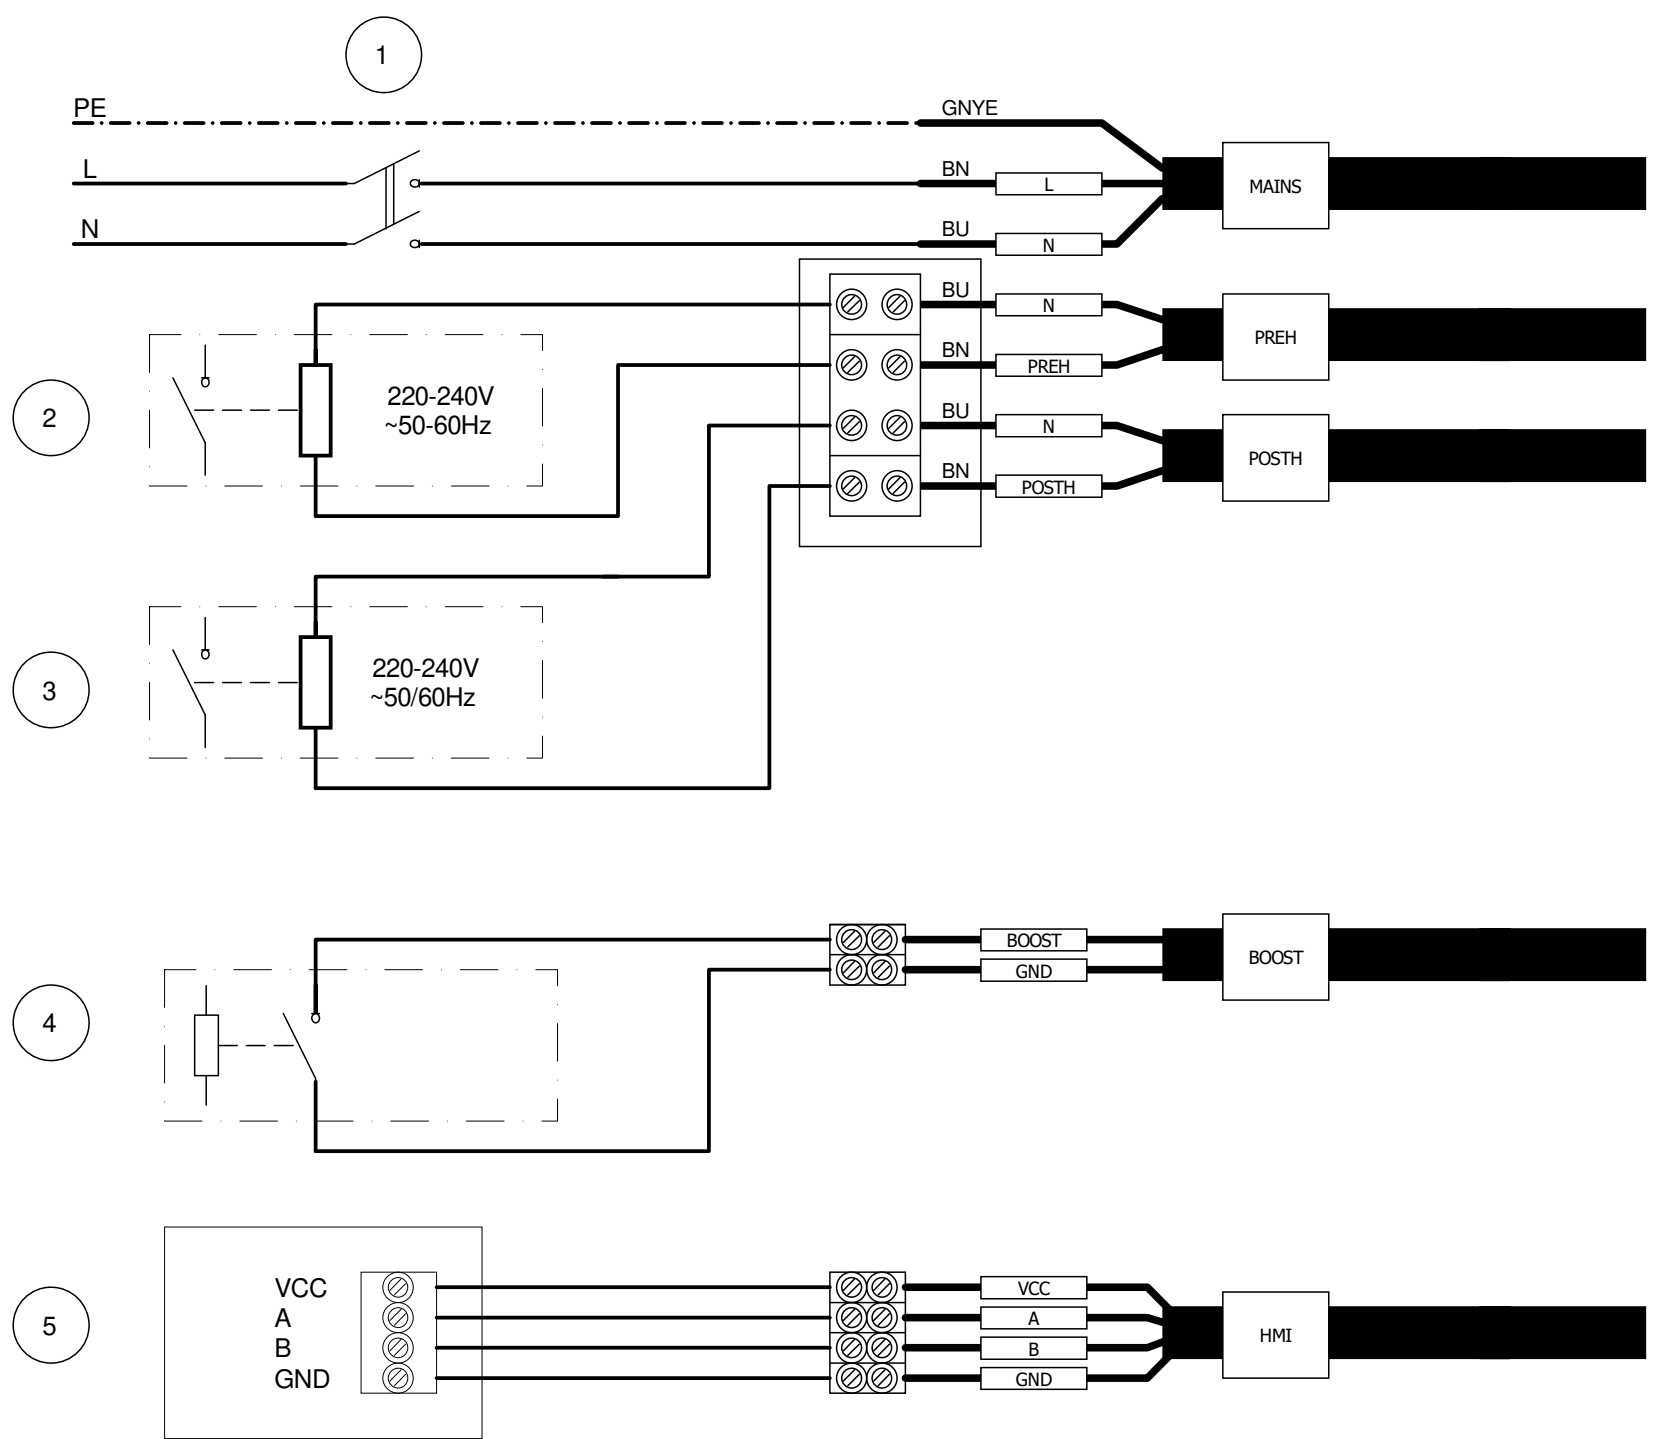 1
PE
GNYE
L
BN
L
MAINS
N
BU
N
BU
N
PREH
BN
PREH
2
220-240V
~50-60Hz
BU
N
POSTH
BN
POSTH
3
220-240V
~50/60Hz
BOOST
GND
BOOST
4
5
VCC
A
B
GND
VCC
A
B
GND
HMI